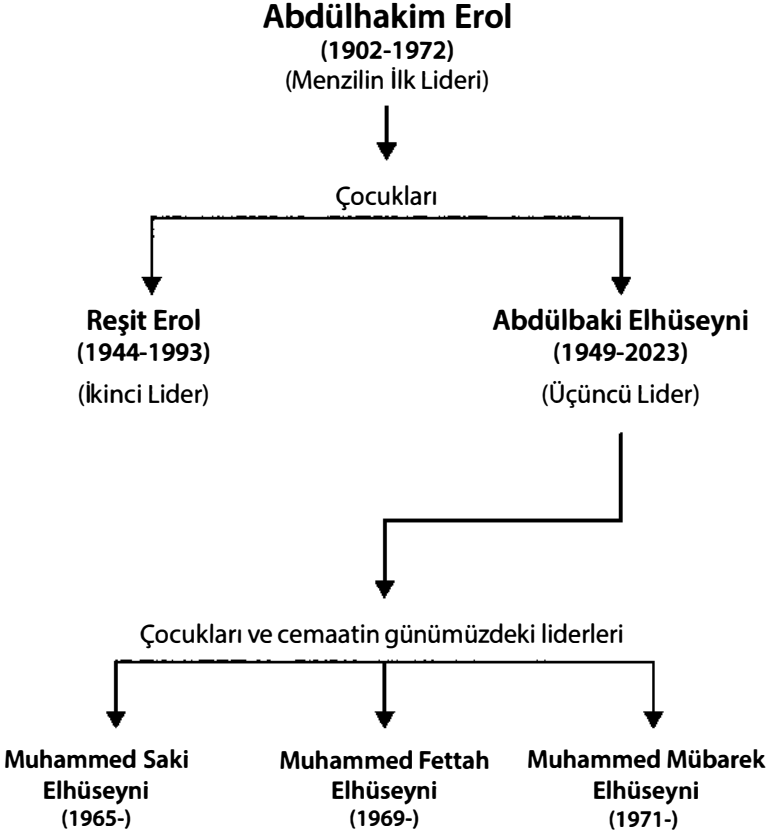 Abdülhakim Erol
(1902-1972)
(Menzilin İlk Lideri)
Çocukları
Reşit Erol
(1944-1993)
(İkinci Lider)
Abdülbaki Elhüseyni
(1949-2023)
(Üçüncü Lider)
Çocukları ve cemaatin günümüzdeki liderleri
Muhammed Saki
Elhüseyni
(1965-)
Muhammed Fettah
Elhüseyni
(1969-)
Muhammed Mübarek
Elhüseyni
(1971-)